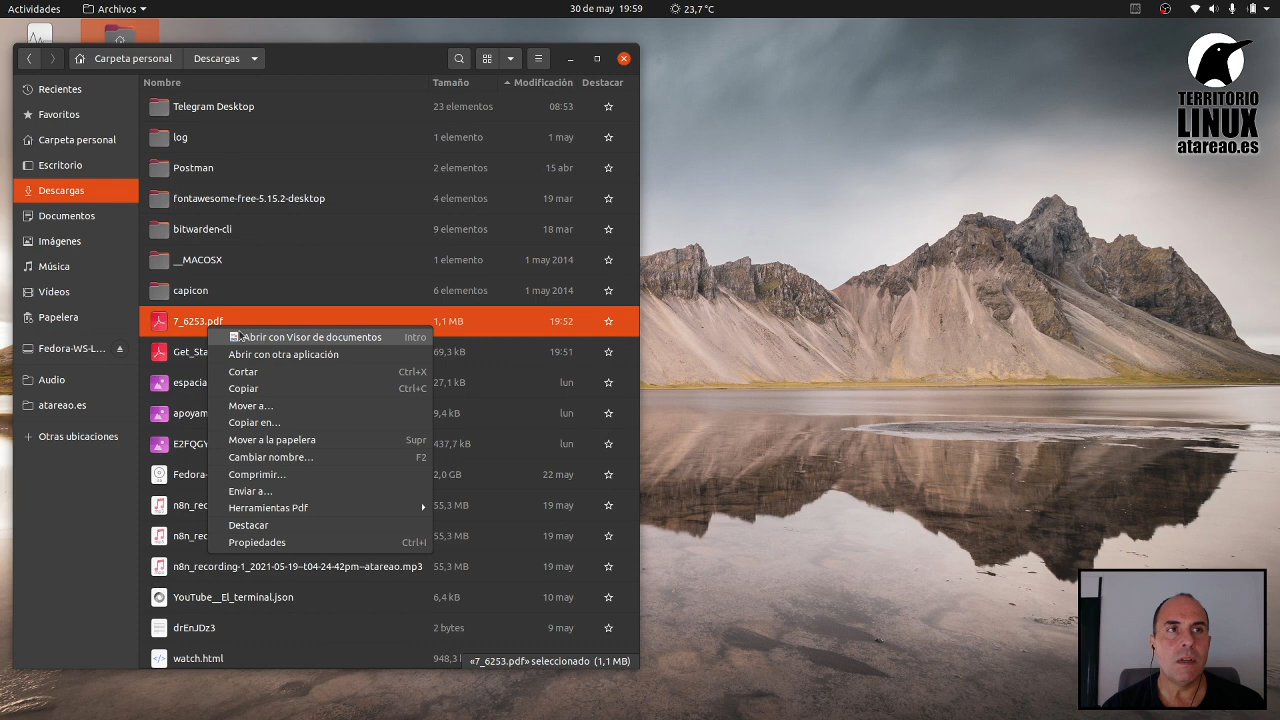 Actividades
Archivos
30 de may 19:59
23,7 °C
Carpeta personal
Descargas
Nombre
Tamaño
Modificación
Destacar
Recientes
Favoritos
Carpeta personal
Escritorio
Descargas
Documentos
Imágenes
Música
Vídeos
Papelera
Fedora-WS-L…
Audio
atareao.es
Otras ubicaciones
Telegram Desktop 23 elementos 08:53
log 1 elemento 1 may
Postman 2 elementos 15 abr
fontawesome-free-5.15.2-desktop 4 elementos 19 mar
bitwarden-cli 9 elementos 18 mar
__MACOSX 1 elemento 1 may 2014
capicon 6 elementos 1 may 2014
7_6253.pdf 1,1 MB 19:52
Get_Sta 69,3 kB 19:51
espacia 27,1 kB lun
apoyam 9,4 kB lun
E2FQGY 437,7 kB lun
Fedora- 2,0 GB 22 may
n8n_rec 55,3 MB 19 may
n8n_rec 55,3 MB 19 may
n8n_recording-1_2021-05-19--t04-24-42pm--atareao.mp3 55,3 MB 19 may
YouTube__El_terminal.json 6,4 kB 10 may
drEnJDz3 2 bytes 9 may
watch.html 948,3
Abrir con Visor de documentos Intro
Abrir con otra aplicación
Cortar Ctrl+X
Copiar Ctrl+C
Mover a…
Copiar en…
Mover a la papelera Supr
Cambiar nombre… F2
Comprimir…
Enviar a…
Herramientas Pdf
Destacar
Propiedades Ctrl+I
«7_6253.pdf» seleccionado (1,1 MB)
TERRITORIO
LINUX
atareao.es